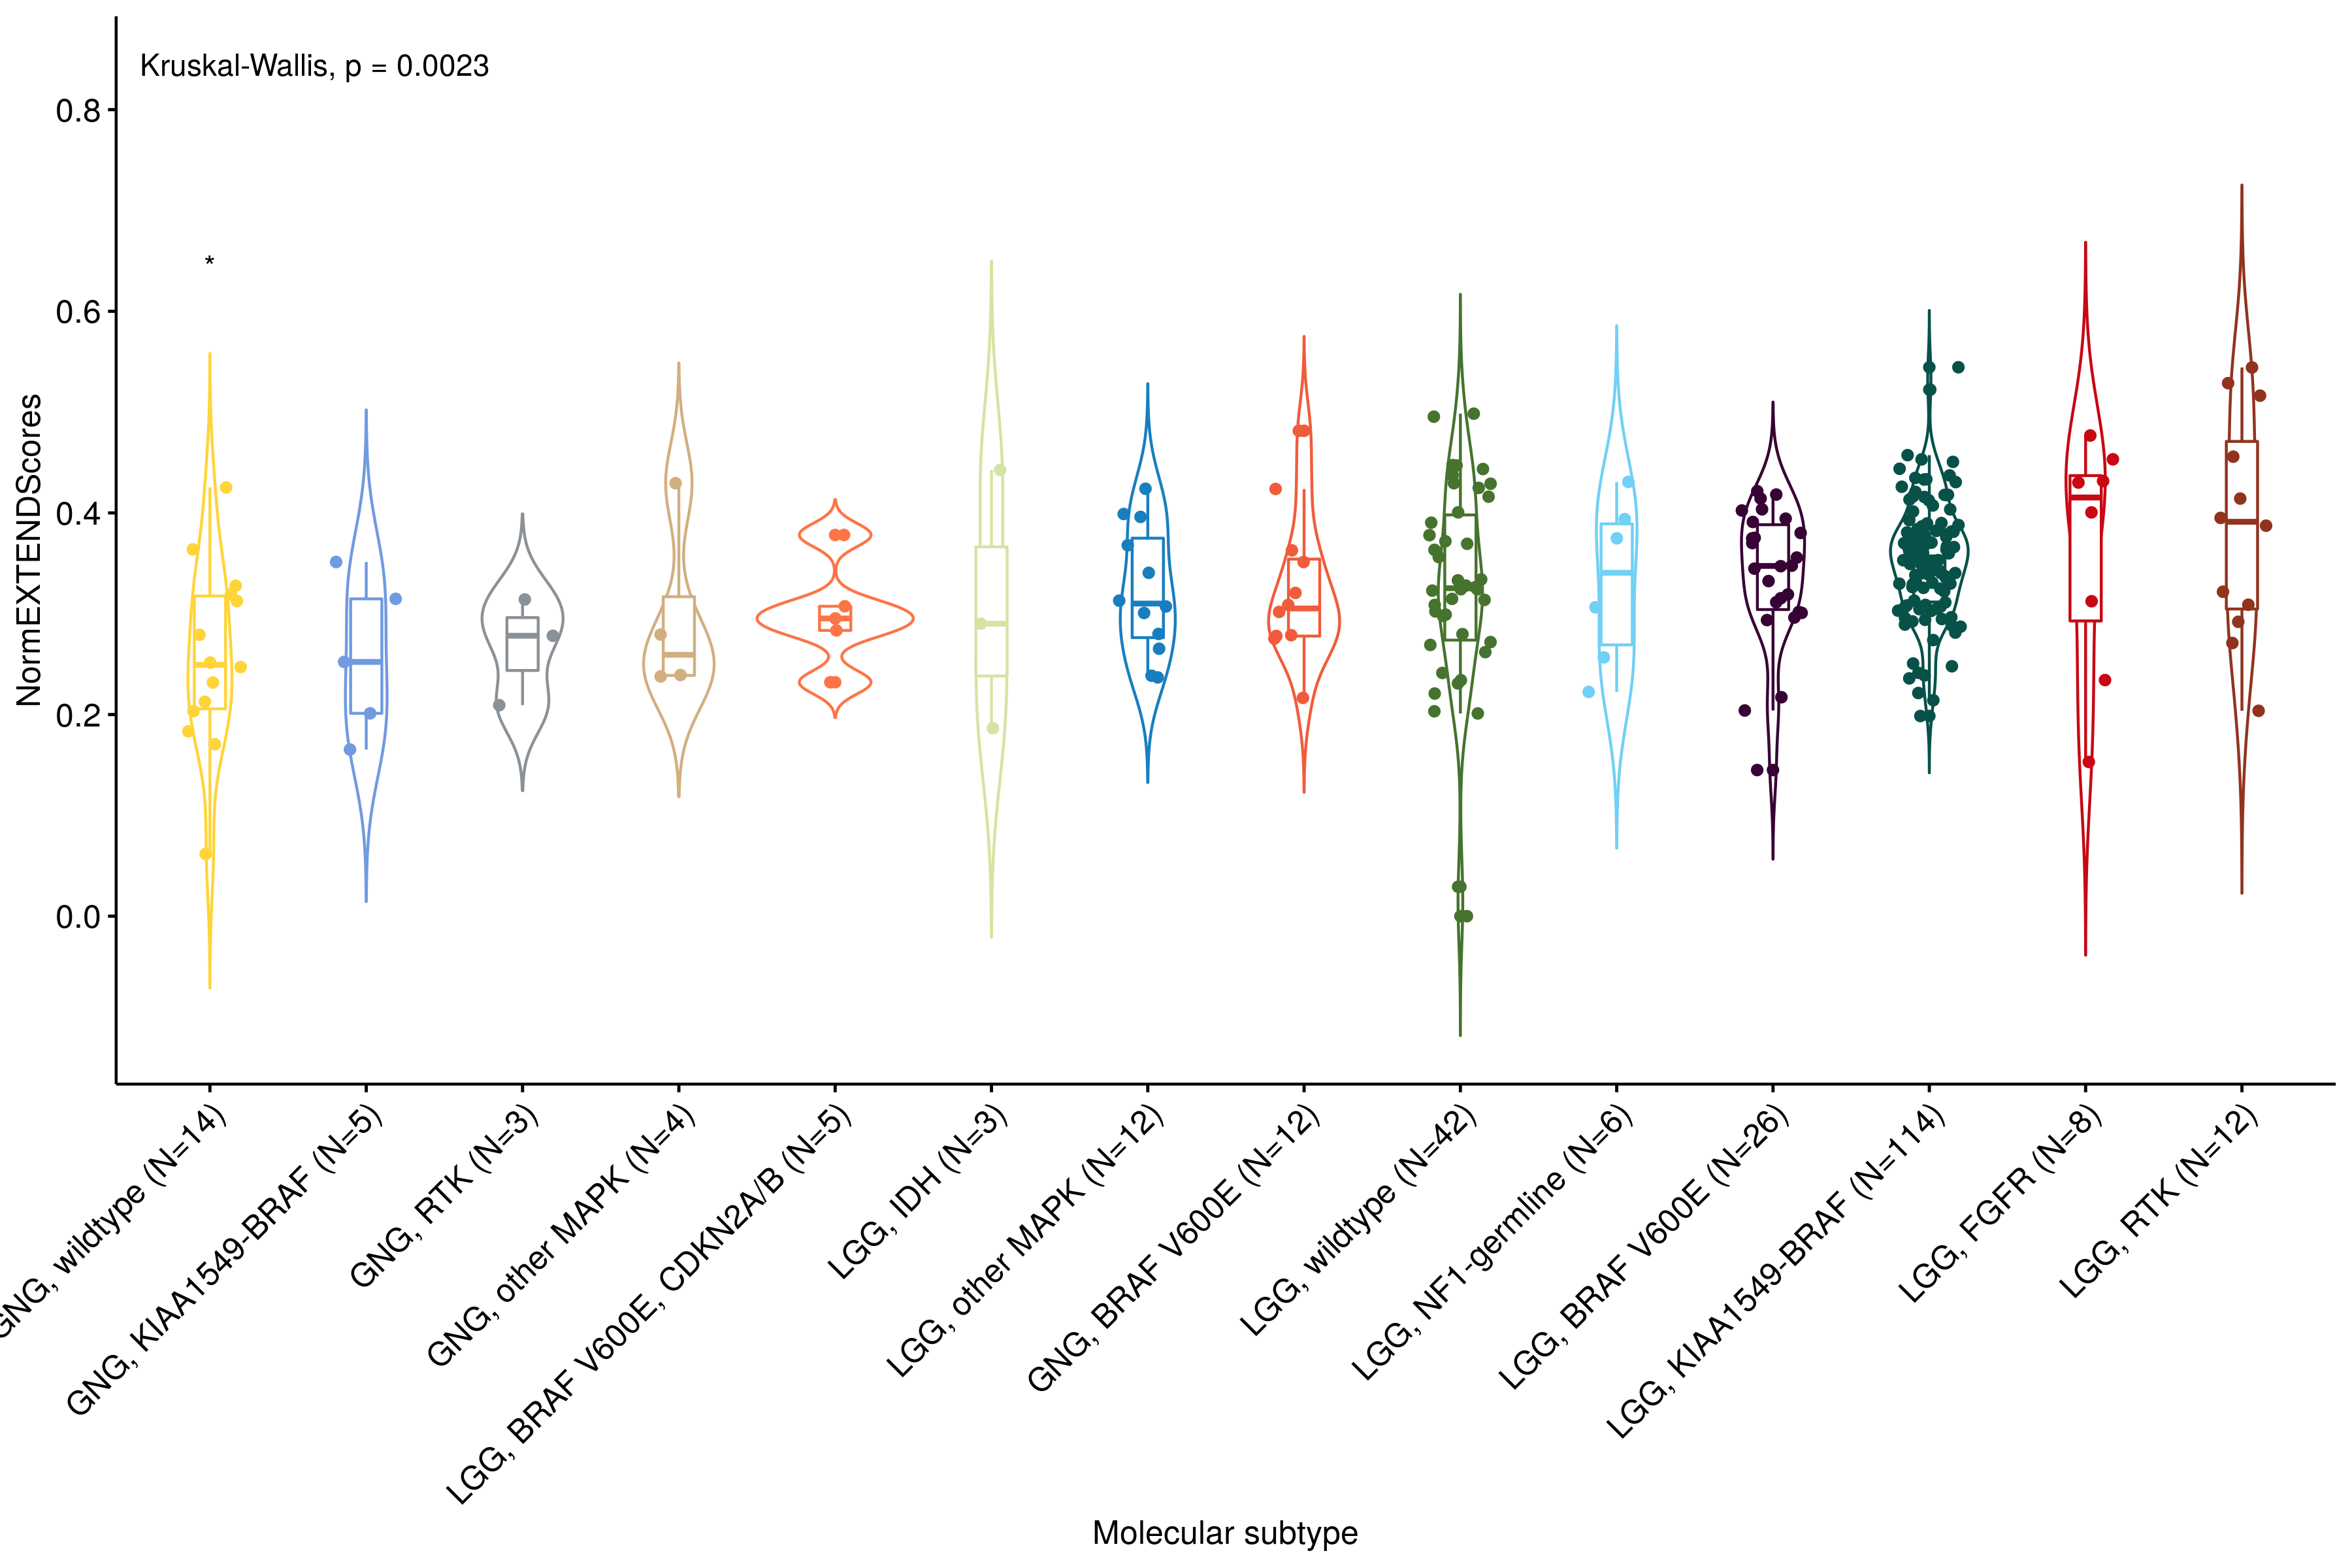 Kruskal-Wallis, p = 0.0023
0.8
0.6
0.4
0.2
0.0
NormEXTENDScores
*
GNG, wildtype (N=14)
GNG, KIAA1549-BRAF (N=5)
GNG, RTK (N=3)
GNG, other MAPK (N=4)
LGG, BRAF V600E, CDKN2A/B (N=5)
LGG, IDH (N=3)
LGG, other MAPK (N=12)
GNG, BRAF V600E (N=12)
LGG, wildtype (N=42)
LGG, NF1-germline (N=6)
LGG, BRAF V600E (N=26)
LGG, KIAA1549-BRAF (N=114)
LGG, FGFR (N=8)
LGG, RTK (N=12)
Molecular subtype